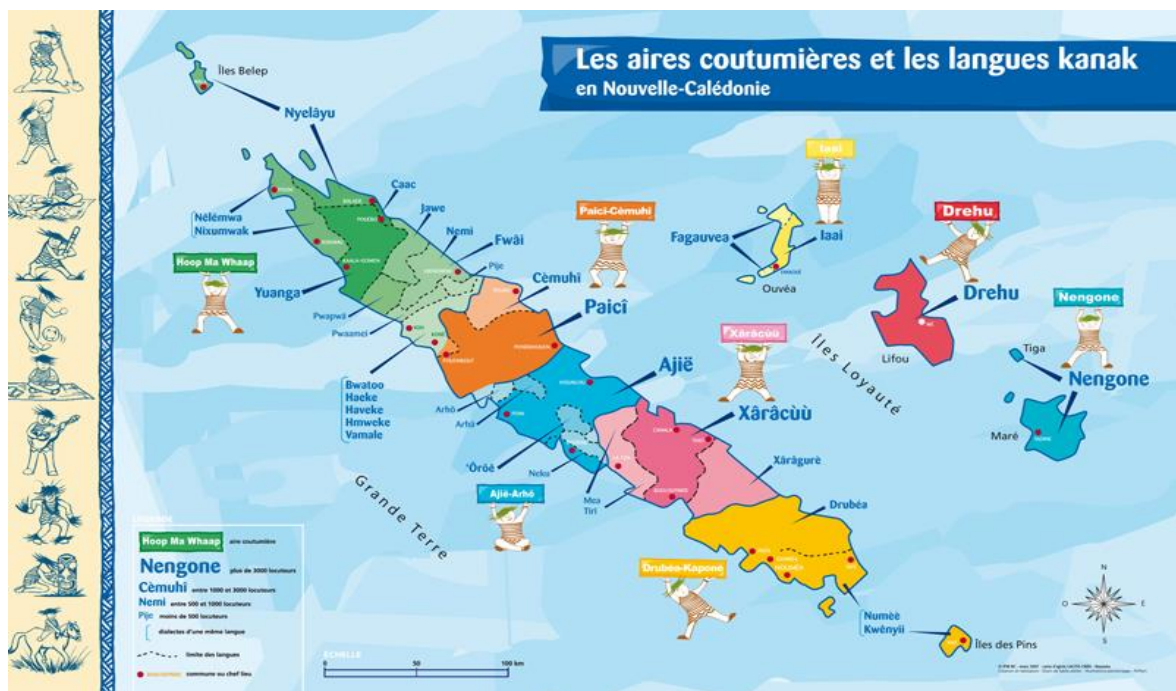 Les aires coutumières et les langues kanak
en Nouvelle-Calédonie
Îles Belep
Nyelâyu
Caac
Jawe
Nemi
Fwâi
Pije
Nélémwa
Nixumwak
Hoop Ma Whaap
Yuanga
Pwapwâ
Pwaamei
Bwatoo
Haeke
Haveke
Hmweke
Vamale
Paicî-Cèmuhî
Cèmuhî
Paicî
Fagauvea
Iaai
Iaai
Ouvéa
Drehu
Drehu
Lifou
Nengone
Tiga
Nengone
Maré
Îles Loyauté
Xârâcùù
Ajië
Xârâcùù
Arhö
Arhâ
'Ôrôê
Neku
Ajië-Arhö
Mea
Tiri
Xârâgurè
Drubéa
Grande Terre
Drubéa-Kaponé
Numèè
Kwênyii
Îles des Pins
N
O
E
S
Hoop Ma Whaap aire coutumière
Nengone plus de 3000 locuteurs
Cèmuhî entre 1000 et 3000 locuteurs
Nemi entre 500 et 1000 locuteurs
Pije moins de 500 locuteurs
dialectes d'une même langue
limite des langues
commune ou chef lieu
ECHELLE
0
50
100 km